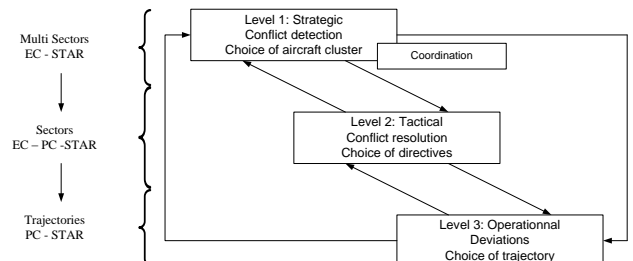 Multi Sectors
EC - STAR
Sectors
EC – PC -STAR
Trajectories
PC - STAR
Level 1: Strategic
Conflict detection
Choice of aircraft cluster
Coordination
Level 2: Tactical
Conflict resolution
Choice of directives
Level 3: Operationnal
Deviations
Choice of trajectory